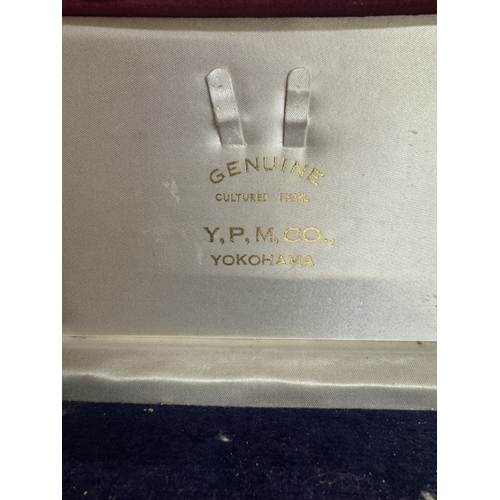 GENUINE
CULTURED PEARL
Y, P, M, CO.,
YOKOHAMA